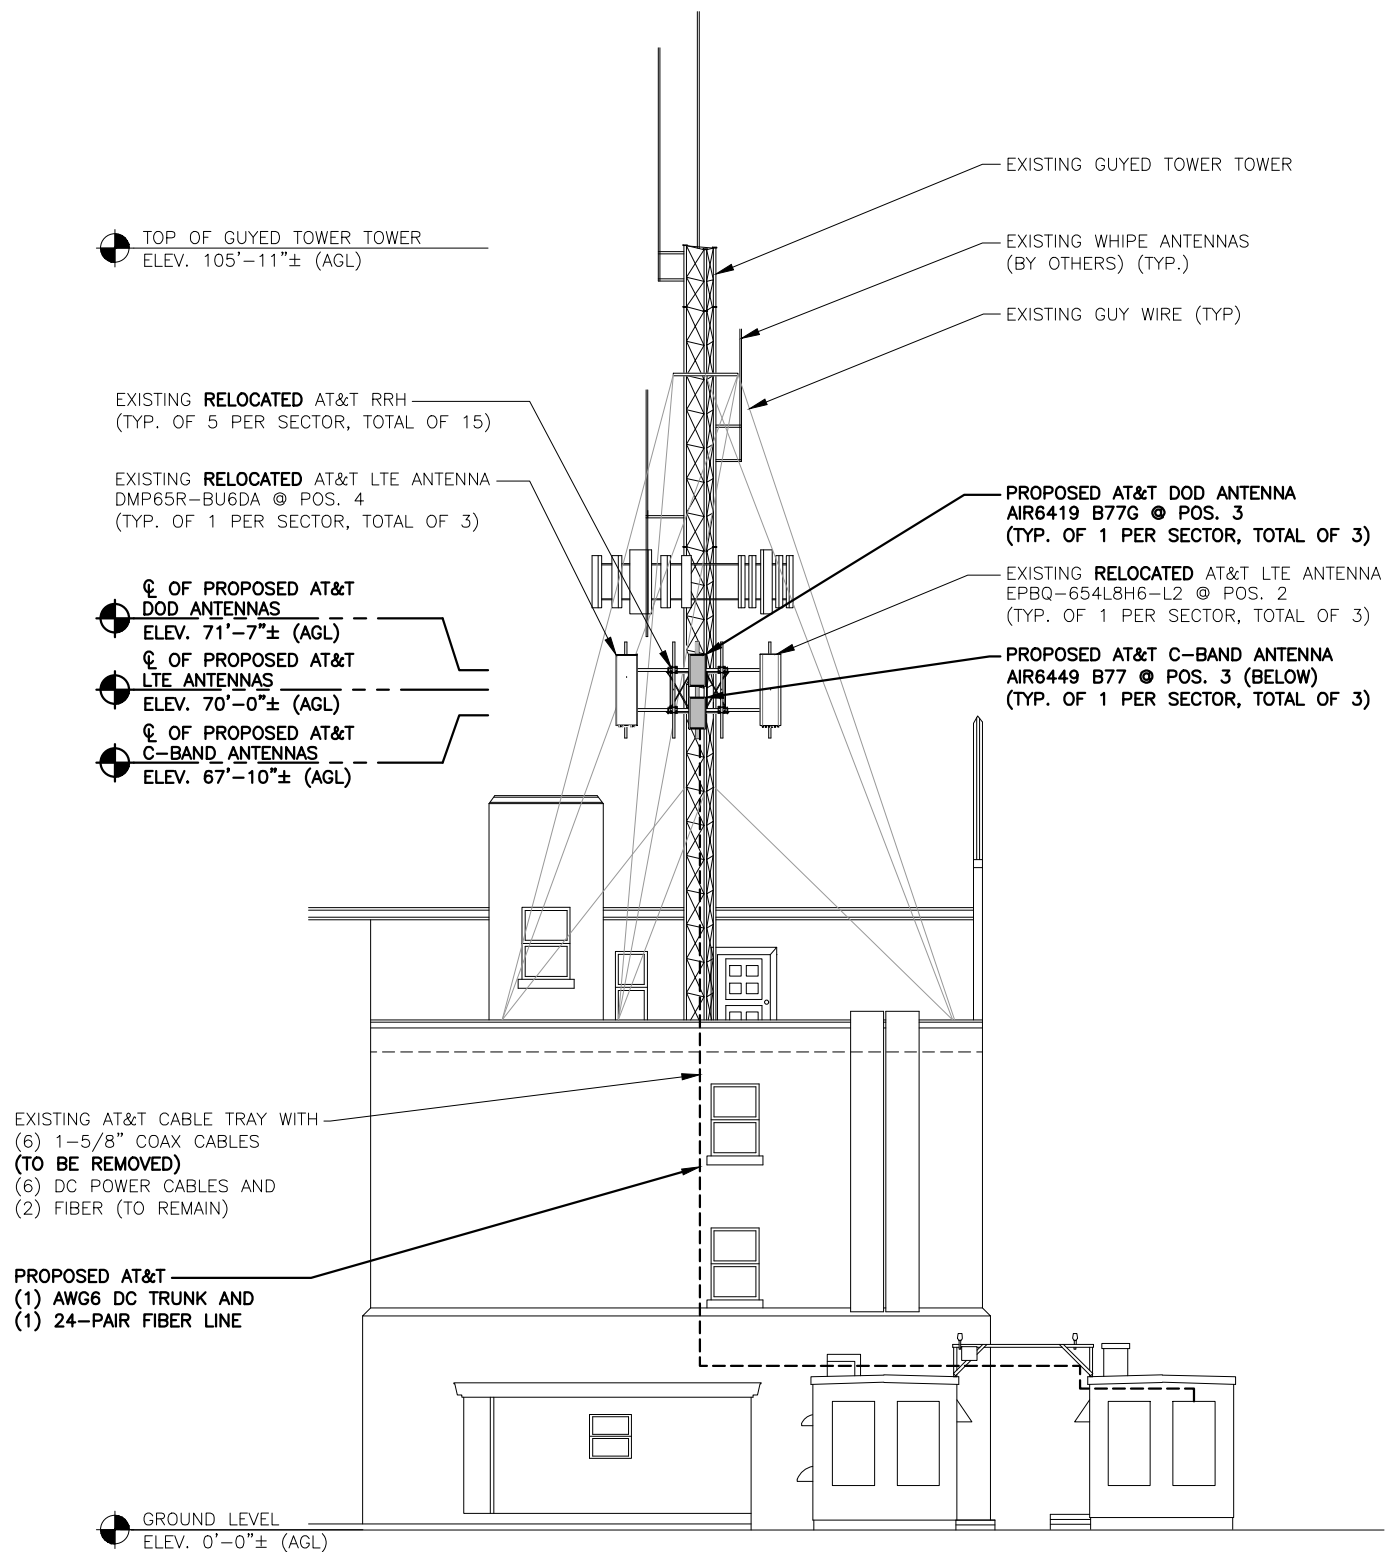 EXISTING GUYED TOWER TOWER
TOP OF GUYED TOWER TOWER
ELEV. 105'-11"± (AGL)
EXISTING WHIPE ANTENNAS
(BY OTHERS) (TYP.)
EXISTING GUY WIRE (TYP)
EXISTING RELOCATED AT&T RRH
(TYP. OF 5 PER SECTOR, TOTAL OF 15)
EXISTING RELOCATED AT&T LTE ANTENNA
DMP65R-BU6DA @ POS. 4
(TYP. OF 1 PER SECTOR, TOTAL OF 3)
PROPOSED AT&T DOD ANTENNA
AIR6419 B77G @ POS. 3
(TYP. OF 1 PER SECTOR, TOTAL OF 3)
EXISTING RELOCATED AT&T LTE ANTENNA
EPBQ-654L8H6-L2 @ POS. 2
(TYP. OF 1 PER SECTOR, TOTAL OF 3)
PROPOSED AT&T C-BAND ANTENNA
AIR6449 B77 @ POS. 3 (BELOW)
(TYP. OF 1 PER SECTOR, TOTAL OF 3)
℄ OF PROPOSED AT&T
DOD ANTENNAS
ELEV. 71'-7"± (AGL)
℄ OF PROPOSED AT&T
LTE ANTENNAS
ELEV. 70'-0"± (AGL)
℄ OF PROPOSED AT&T
C-BAND ANTENNAS
ELEV. 67'-10"± (AGL)
EXISTING AT&T CABLE TRAY WITH
(6) 1-5/8" COAX CABLES
(TO BE REMOVED)
(6) DC POWER CABLES AND
(2) FIBER (TO REMAIN)
PROPOSED AT&T
(1) AWG6 DC TRUNK AND
(1) 24-PAIR FIBER LINE
GROUND LEVEL
ELEV. 0'-0"± (AGL)